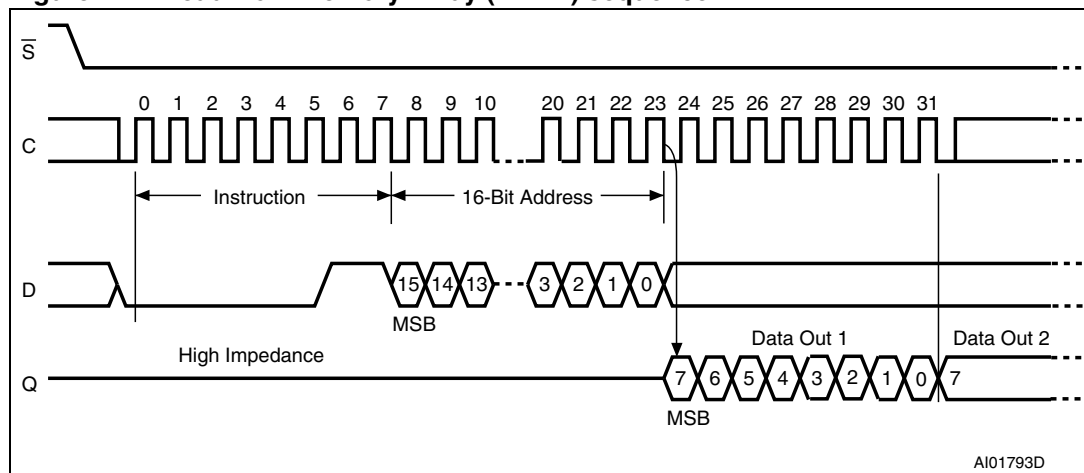 S
0 1 2 3 4 5 6 7 8 9 10 20 21 22 23 24 25 26 27 28 29 30 31
C
Instruction 16-Bit Address
D
15 14 13 3 2 1 0
MSB
High Impedance Data Out 1 Data Out 2
Q
7 6 5 4 3 2 1 0 7
MSB
AI01793D